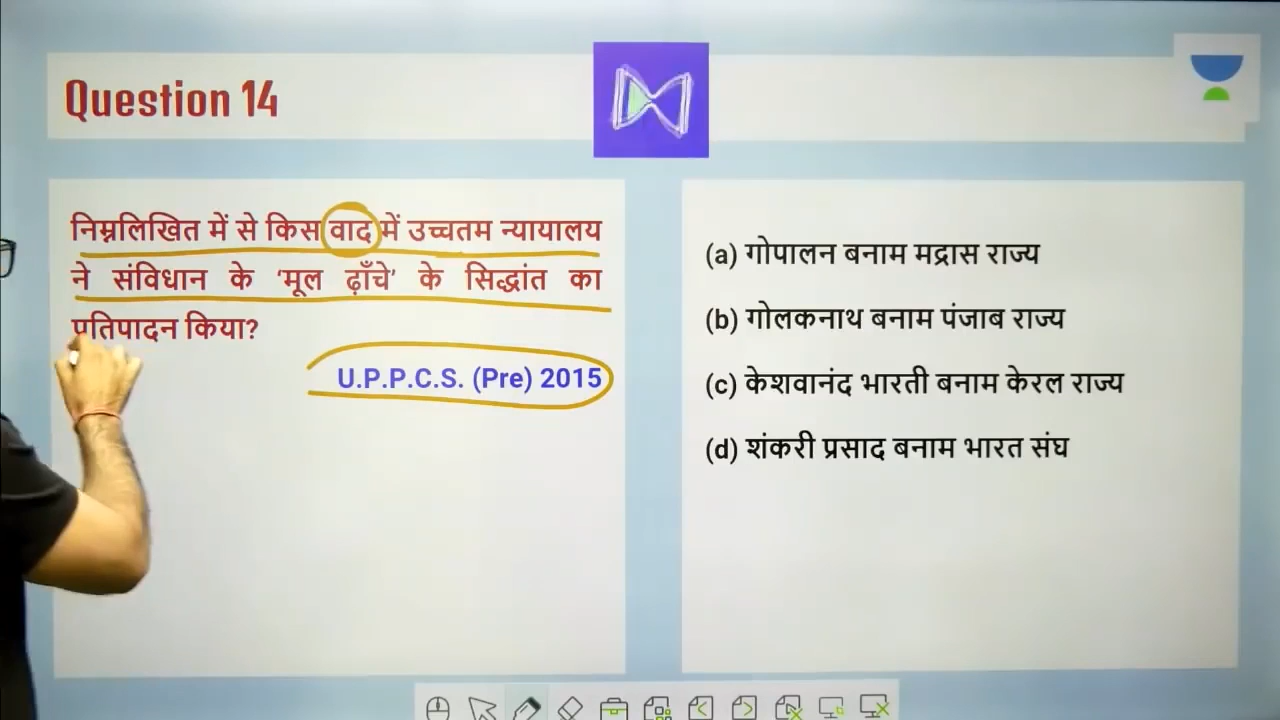 Question 14
निम्नलिखित में से किस वाद में उच्चतम न्यायालय
ने संविधान के ‘मूल ढ़ाँचे’ के सिद्धांत का
प्रतिपादन किया?
U.P.P.C.S. (Pre) 2015
(a) गोपालन बनाम मद्रास राज्य
(b) गोलकनाथ बनाम पंजाब राज्य
(c) केशवानंद भारती बनाम केरल राज्य
(d) शंकरी प्रसाद बनाम भारत संघ